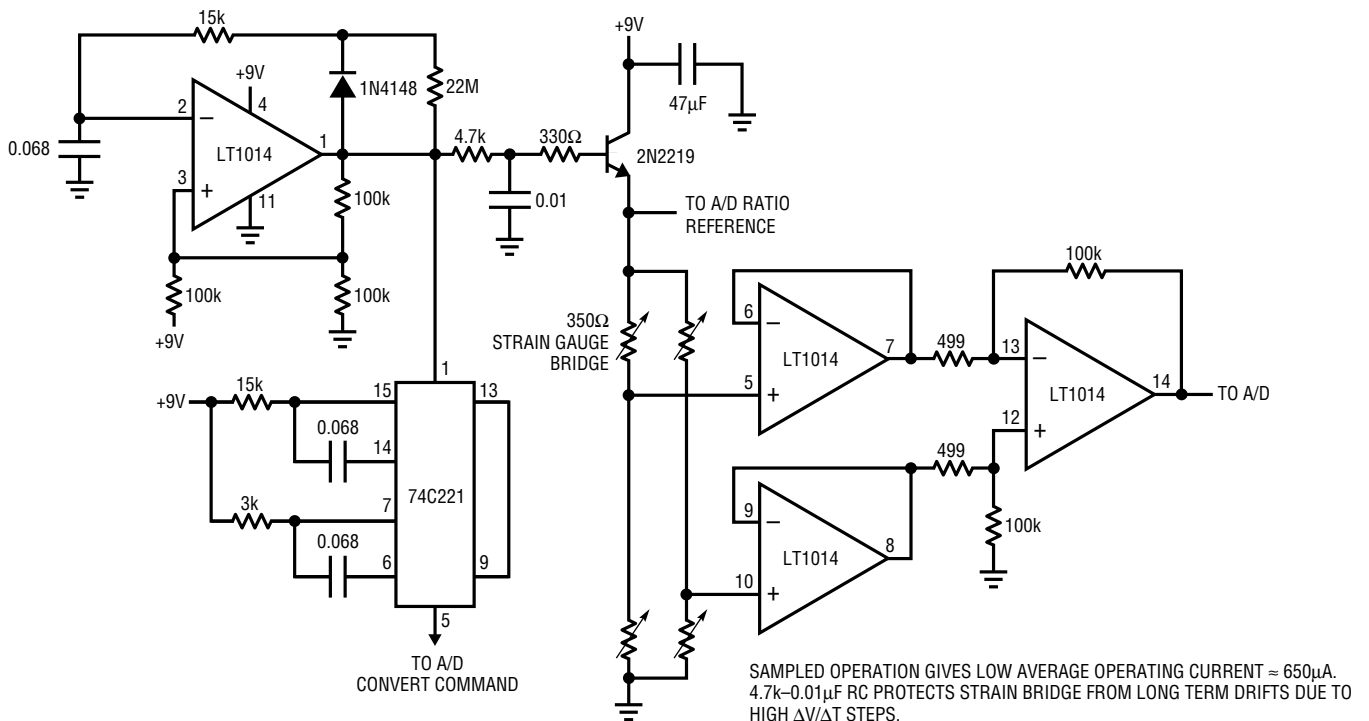 15k
+9V
1N4148
22M
+9V
47µF
2
4
−
LT1014
1
4.7k
330Ω
2N2219
0.068
3
+
11
100k
0.01
TO A/D RATIO
REFERENCE
100k
100k
+9V
100k
350Ω
STRAIN GAUGE
BRIDGE
6
−
LT1014
7
499
13
−
5
+
LT1014
14
TO A/D
12
+
1
+9V
15k
15
13
0.068
14
499
74C221
3k
7
9
−
LT1014
8
100k
0.068
6
9
10
+
5
TO A/D
CONVERT COMMAND
SAMPLED OPERATION GIVES LOW AVERAGE OPERATING CURRENT ≈ 650µA.
4.7k–0.01µF RC PROTECTS STRAIN BRIDGE FROM LONG TERM DRIFTS DUE TO
HIGH ∆V/∆T STEPS.